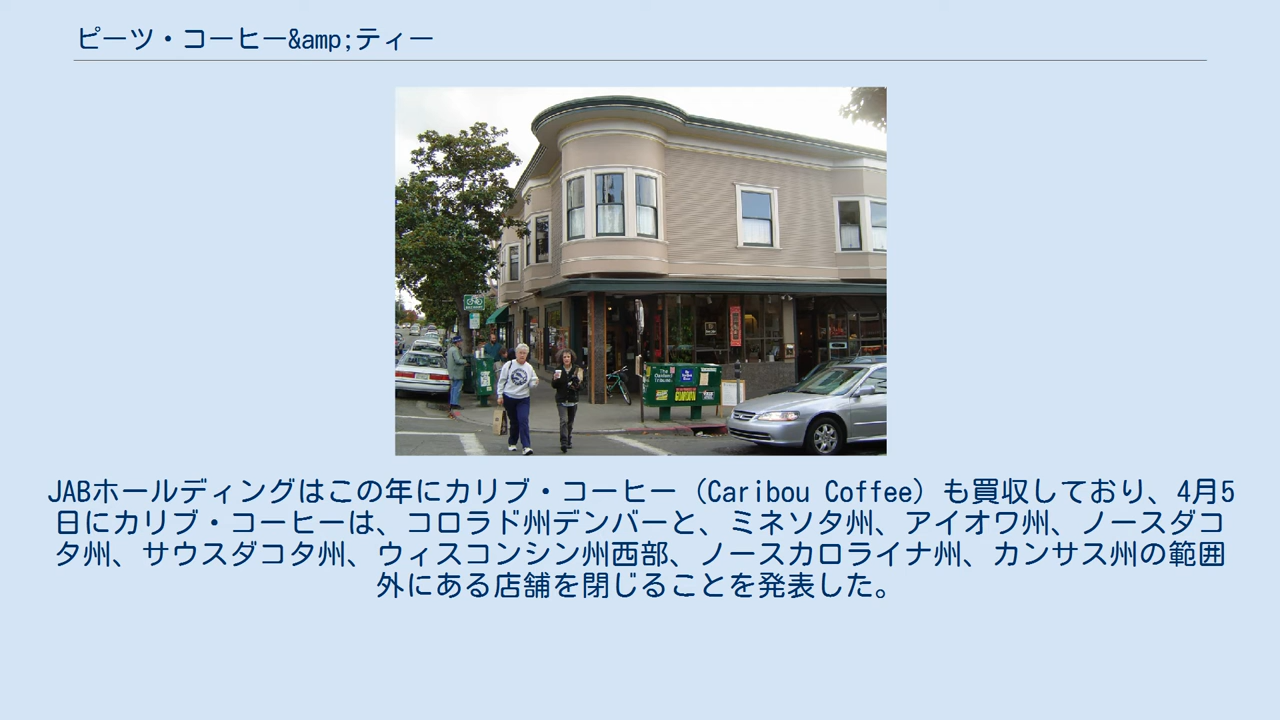 ピーツ・コーヒー&amp;ティー
JABホールディングはこの年にカリブ・コーヒー（Caribou Coffee）も買収しており、4月5
日にカリブ・コーヒーは、コロラド州デンバーと、ミネソタ州、アイオワ州、ノースダコ
タ州、サウスダコタ州、ウィスコンシン州西部、ノースカロライナ州、カンサス州の範囲
外にある店舗を閉じることを発表した。